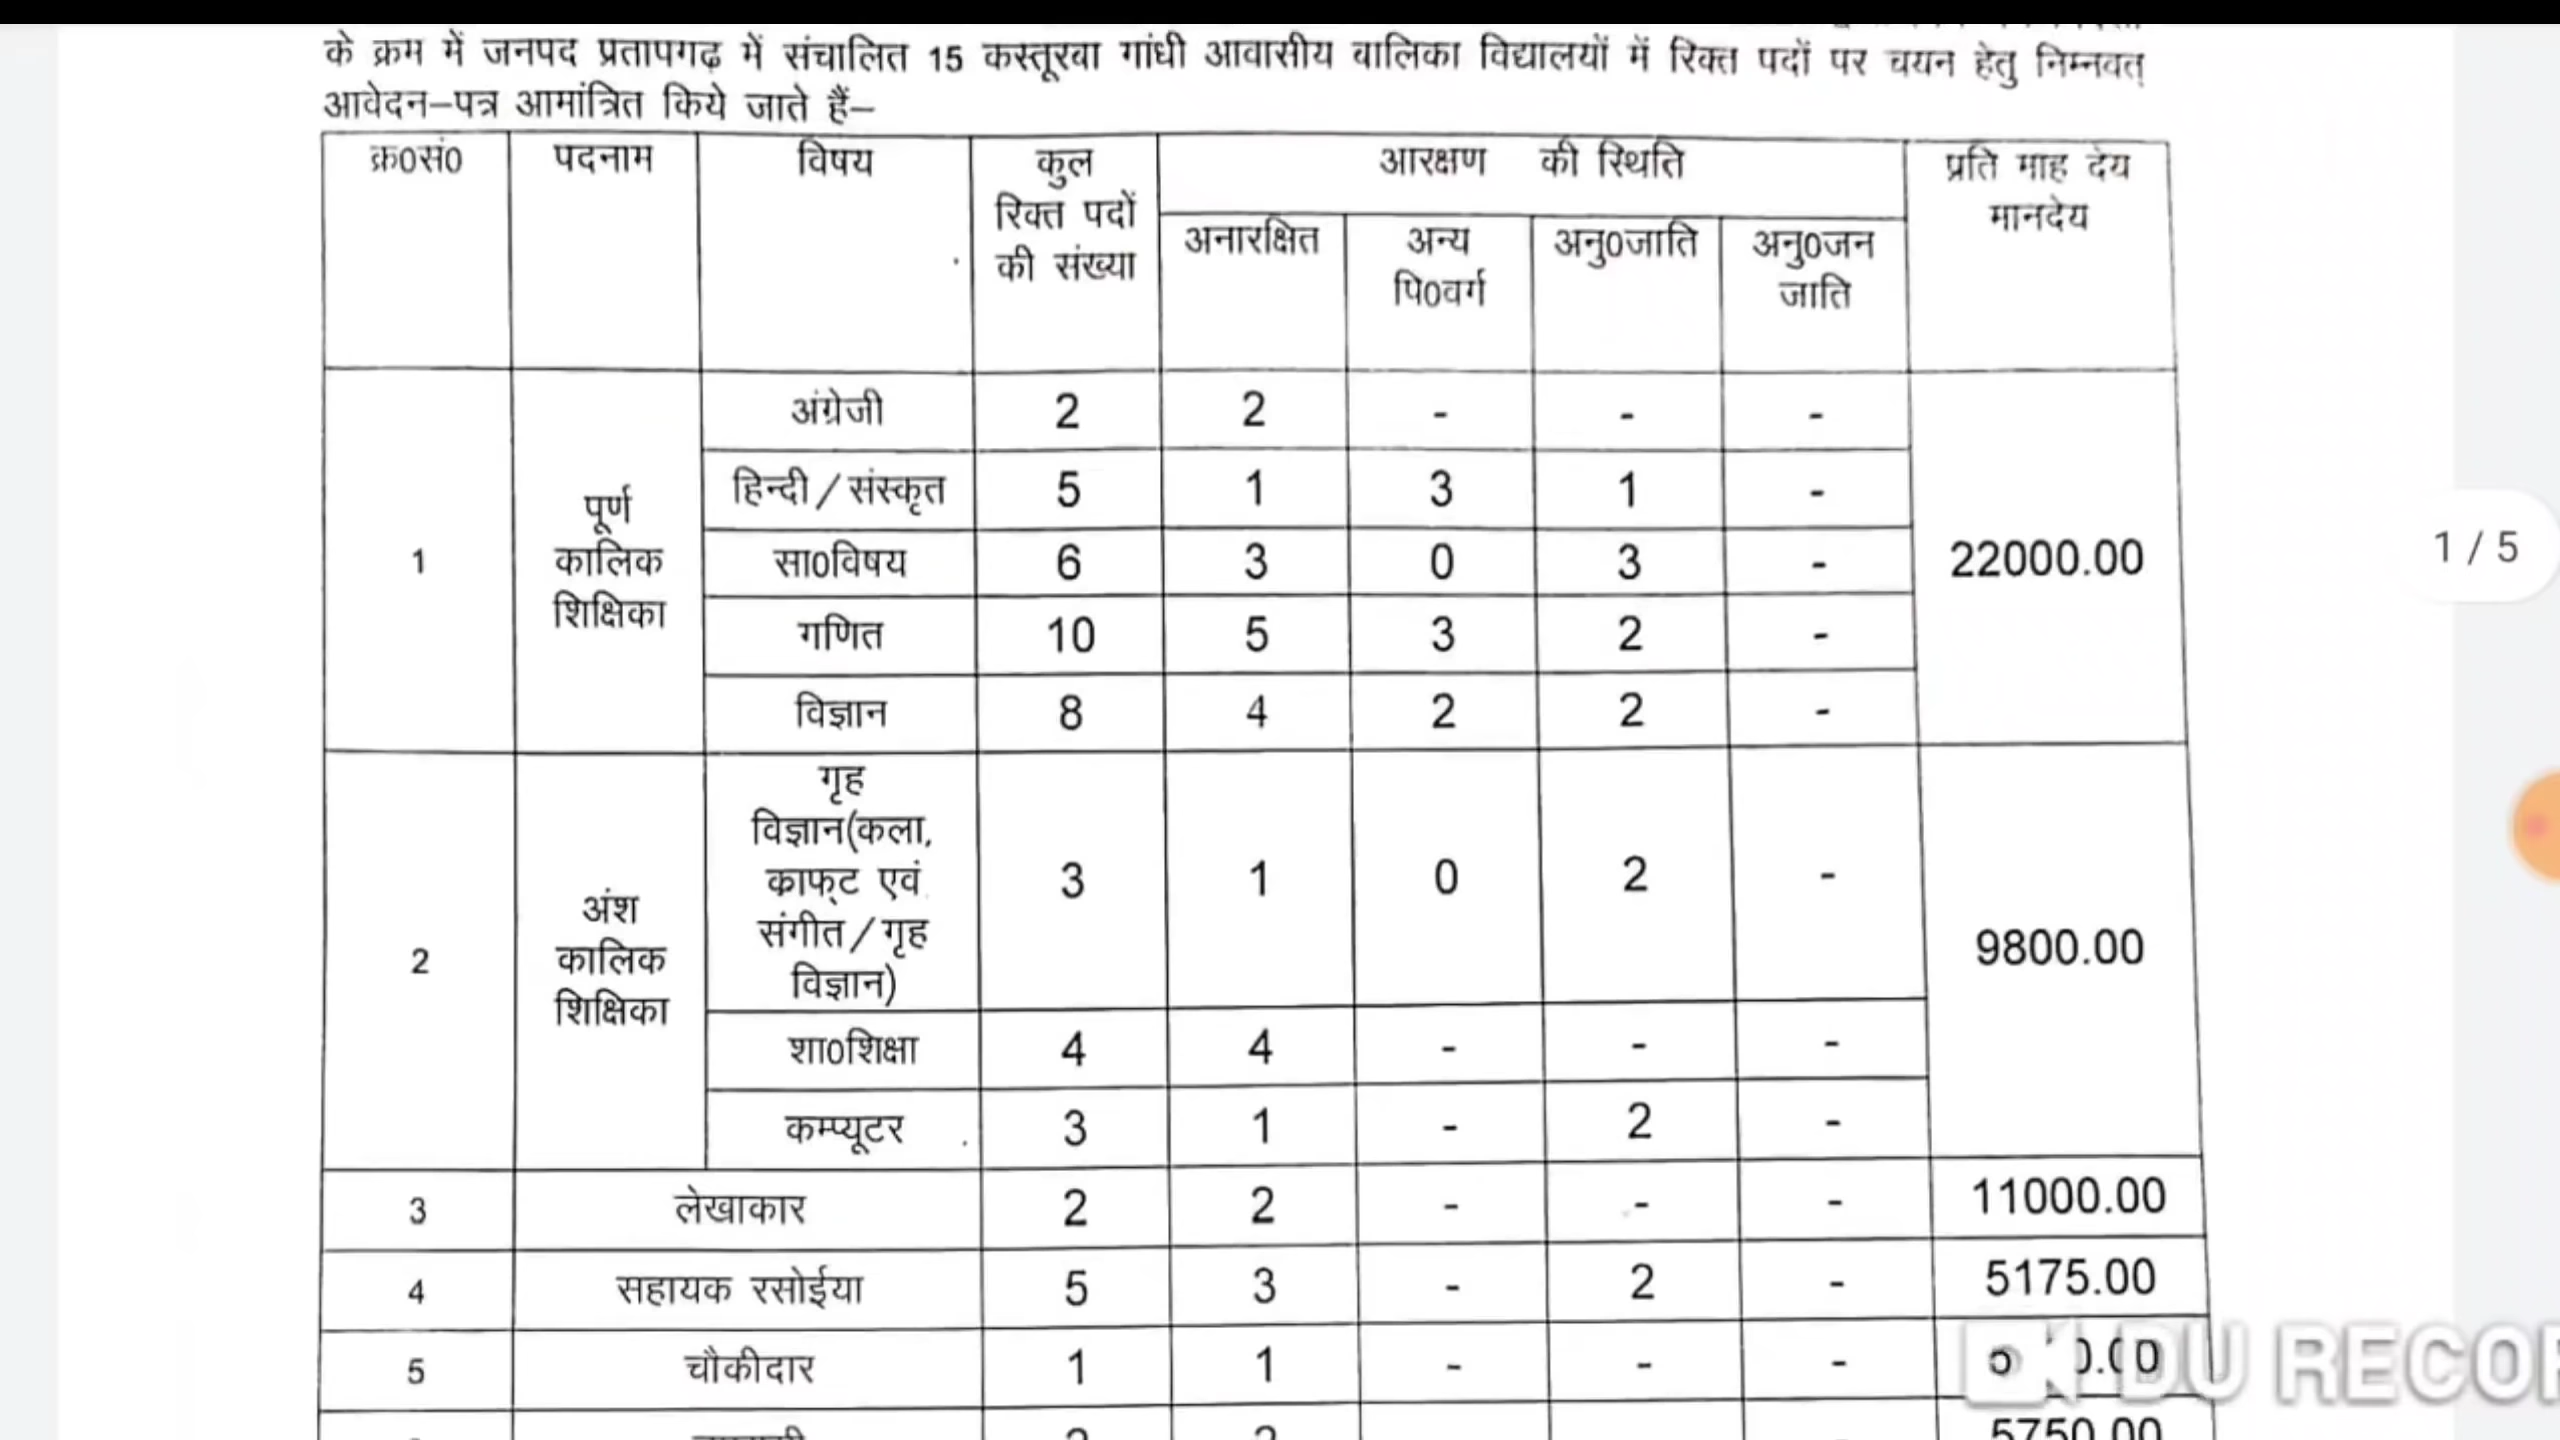 के क्रम में जनपद प्रतापगढ़ में संचालित 15 कस्तूरबा गांधी आवासीय बालिका विद्यालयों में रिक्त पदों पर चयन हेतु निम्नवत्
आवेदन–पत्र आमांत्रित किये जाते हैं–
क्र0सं0 पदनाम विषय कुल रिक्त पदों की संख्या आरक्षण की स्थिति प्रति माह देय मानदेय
अनारक्षित अन्य पि0वर्ग अनु0जाति अनु0जन जाति
1 पूर्ण कालिक शिक्षिका अंग्रेजी 2 2 - - - 22000.00
हिन्दी/संस्कृत 5 1 3 1 -
सा0विषय 6 3 0 3 -
गणित 10 5 3 2 -
विज्ञान 8 4 2 2 -
2 अंश कालिक शिक्षिका गृह विज्ञान(कला, काफ्ट एवं संगीत/गृह विज्ञान) 3 1 0 2 - 9800.00
शा0शिक्षा 4 4 - - -
कम्प्यूटर 3 1 - 2 -
3 लेखाकार 2 2 - - - 11000.00
4 सहायक रसोईया 5 3 - 2 - 5175.00
5 चौकीदार 1 1 - - -
5750.00
1 / 5
DU RECOR